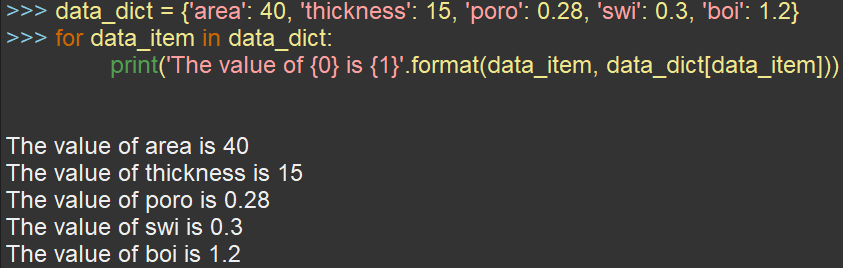 >>> data_dict = {'area': 40, 'thickness': 15, 'poro': 0.28, 'swi': 0.3, 'boi': 1.2}
>>> for data_item in data_dict:
print('The value of {0} is {1}'.format(data_item, data_dict[data_item]))
The value of area is 40
The value of thickness is 15
The value of poro is 0.28
The value of swi is 0.3
The value of boi is 1.2